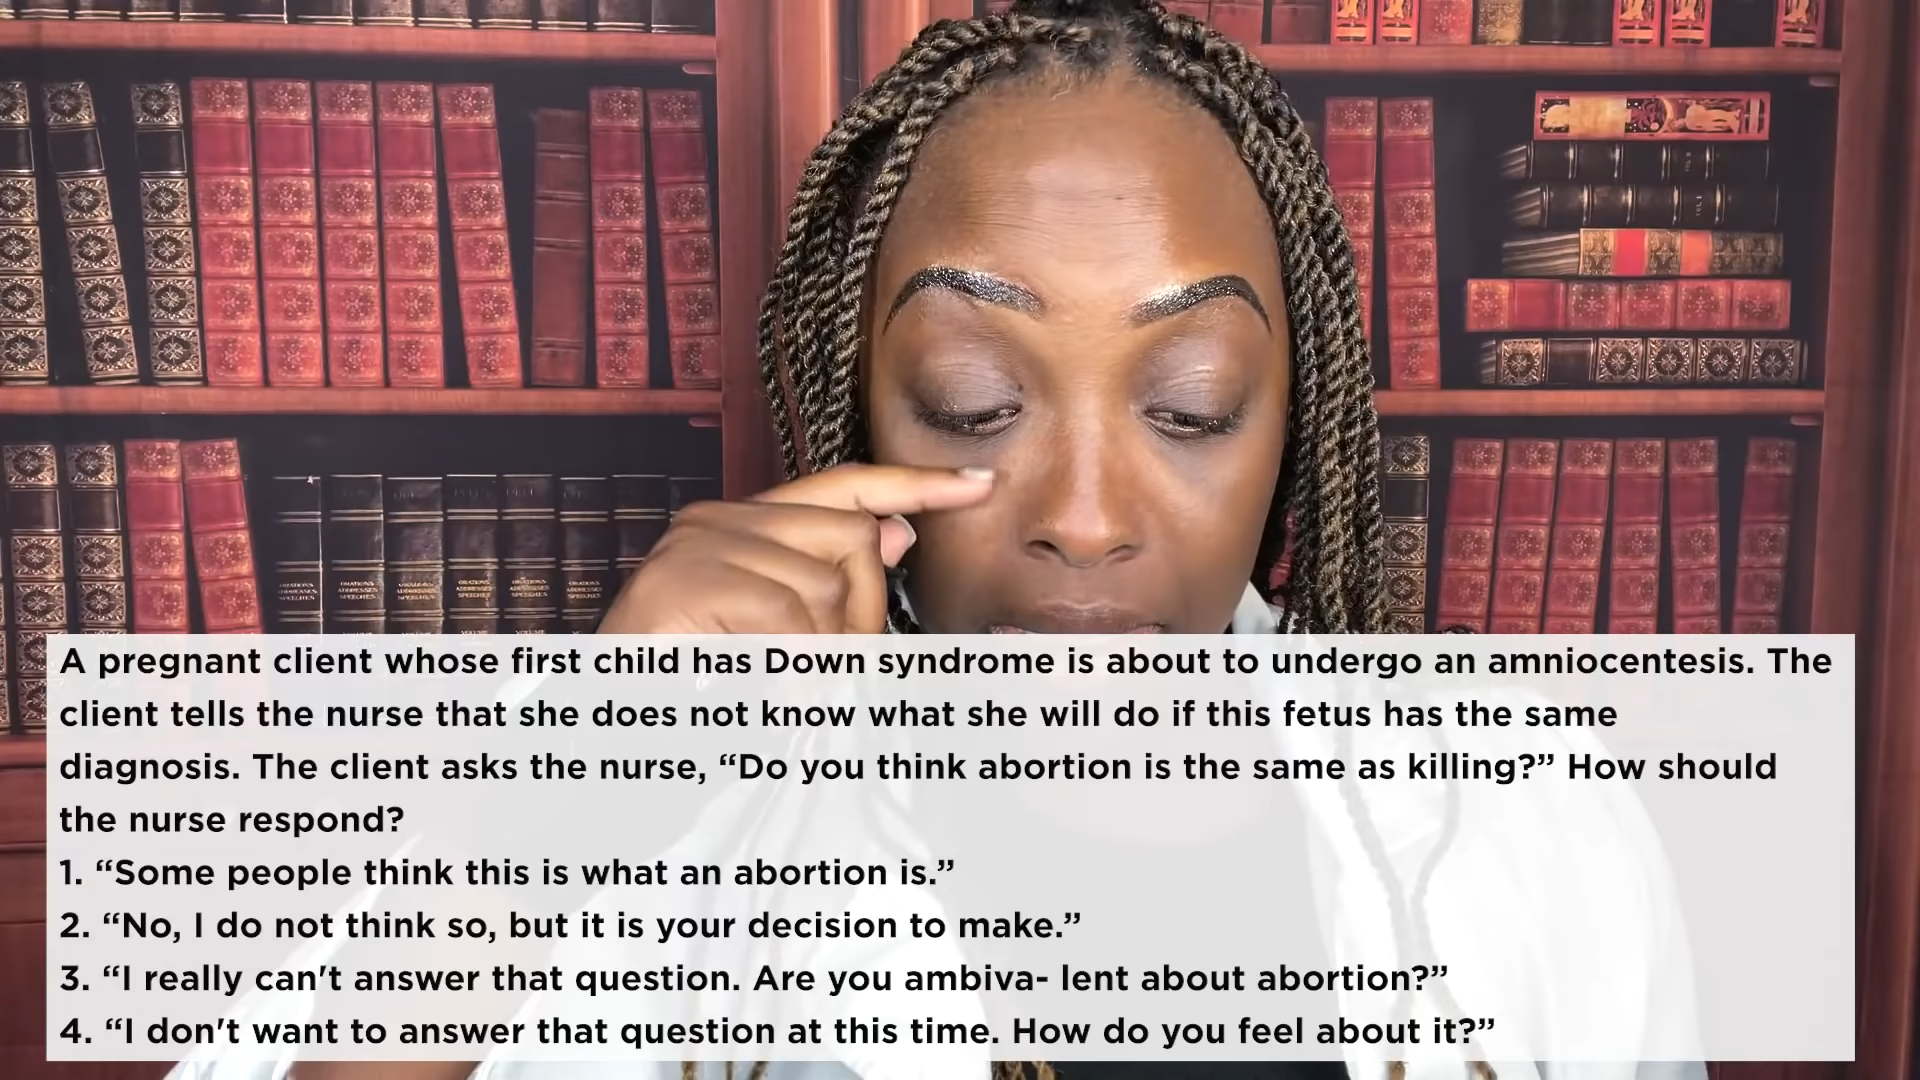 ORATIONS
ADDRESSES
SPEECHES
A pregnant client whose first child has Down syndrome is about to undergo an amniocentesis. The
client tells the nurse that she does not know what she will do if this fetus has the same
diagnosis. The client asks the nurse, “Do you think abortion is the same as killing?” How should
the nurse respond?
1. “Some people think this is what an abortion is.”
2. “No, I do not think so, but it is your decision to make.”
3. “I really can't answer that question. Are you ambiva- lent about abortion?”
4. “I don't want to answer that question at this time. How do you feel about it?”